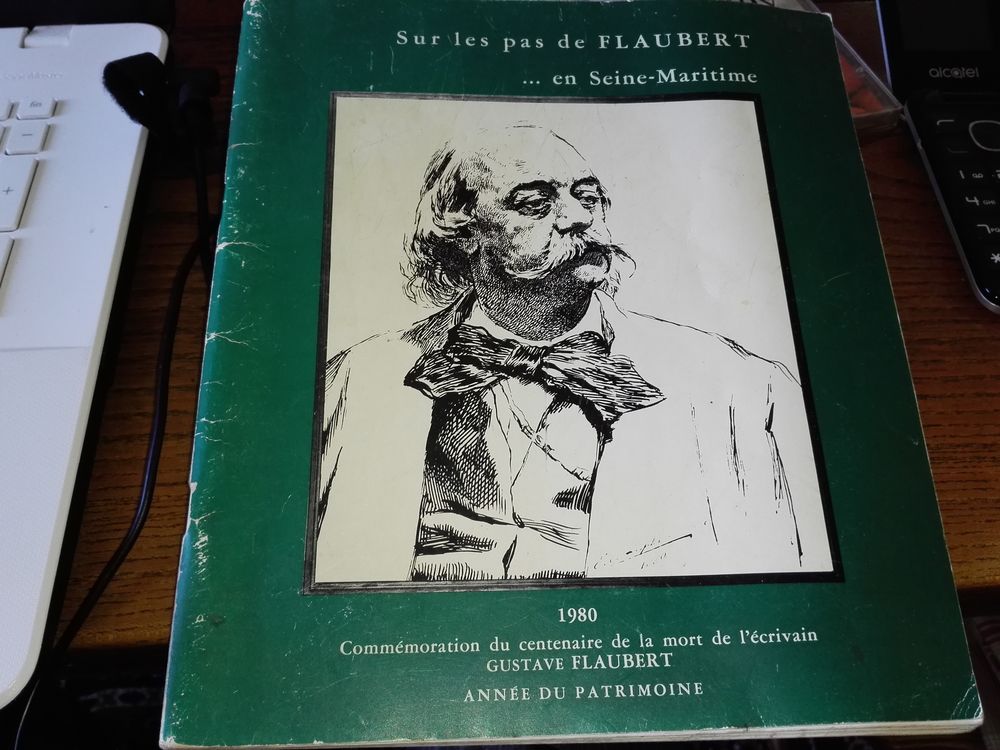 Sur les pas de FLAUBERT
... en Seine-Maritime
1980
Commémoration du centenaire de la mort de l'écrivain
GUSTAVE FLAUBERT
ANNÉE DU PATRIMOINE
fin
alcatel